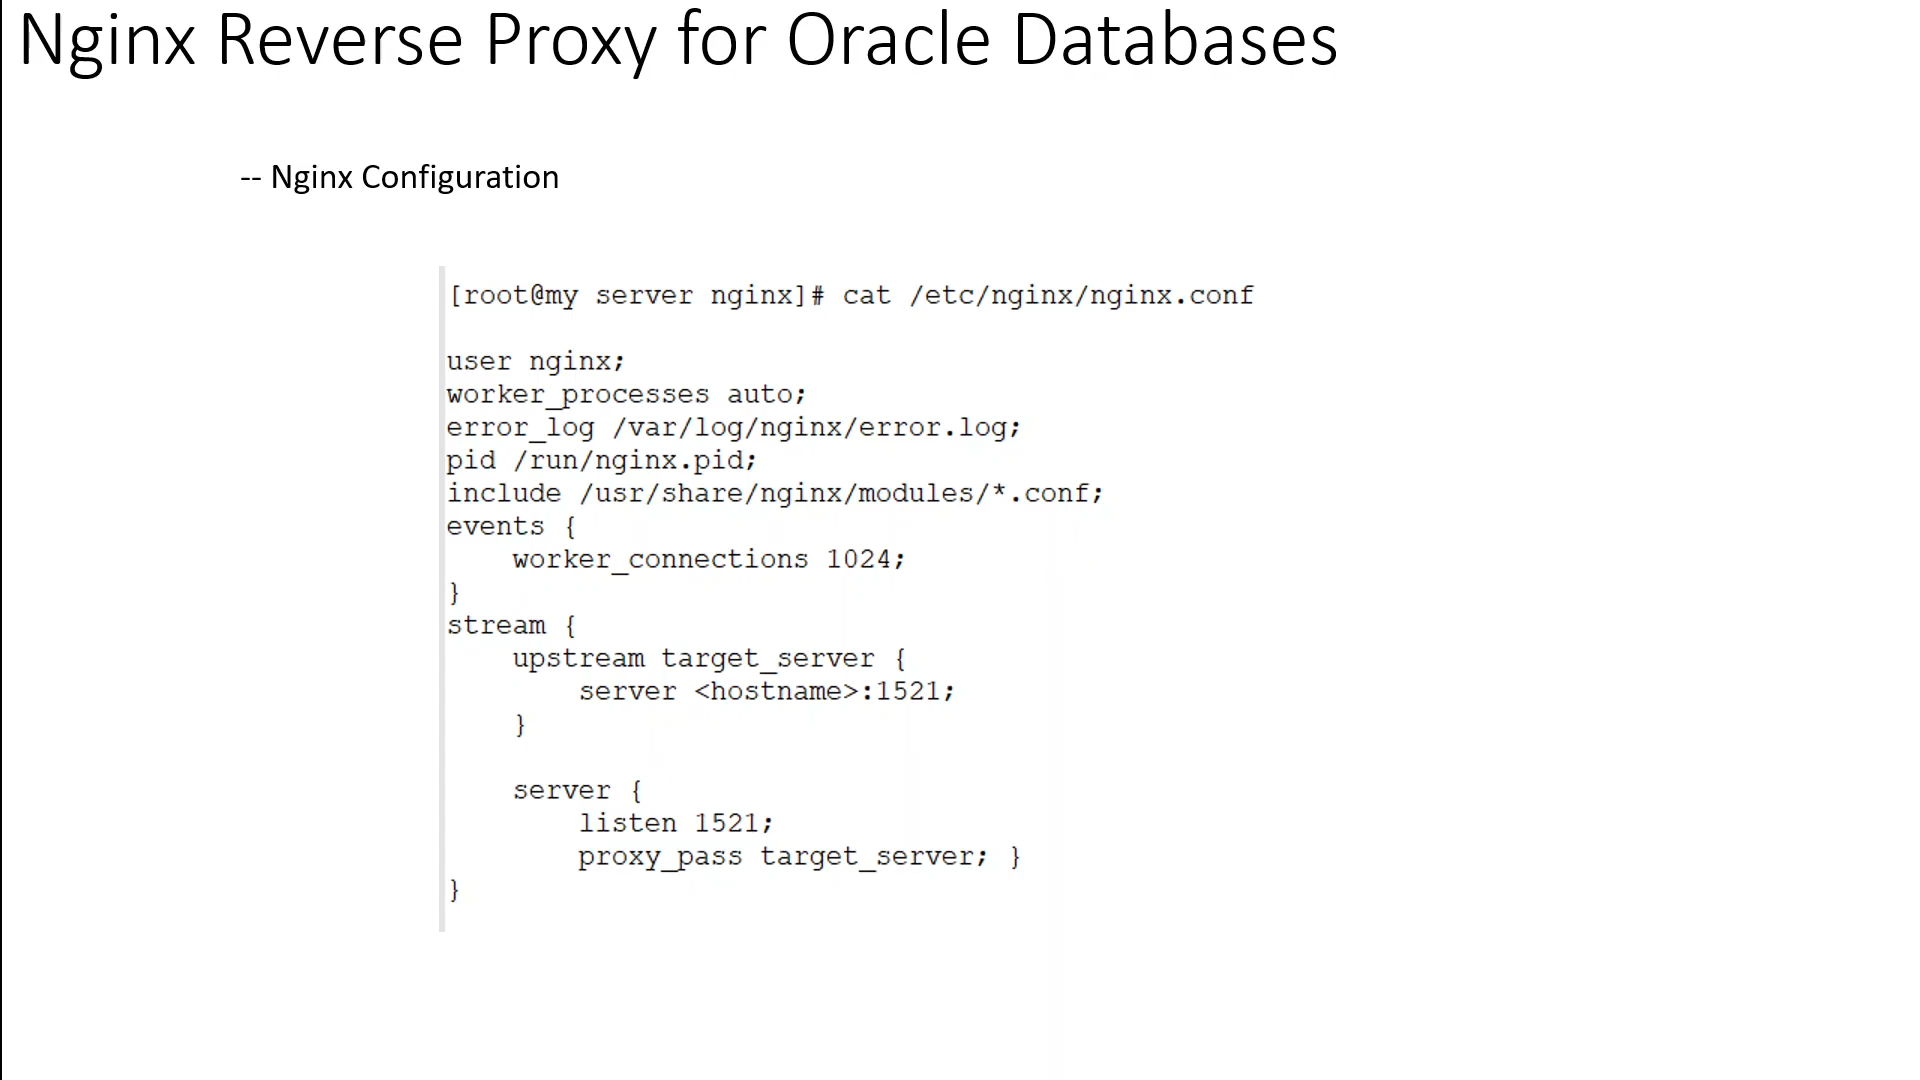 Nginx Reverse Proxy for Oracle Databases
-- Nginx Configuration
[root@my server nginx]# cat /etc/nginx/nginx.conf
user nginx;
worker_processes auto;
error_log /var/log/nginx/error.log;
pid /run/nginx.pid;
include /usr/share/nginx/modules/*.conf;
events {
    worker_connections 1024;
}
stream {
    upstream target_server {
        server <hostname>:1521;
    }
    server {
        listen 1521;
        proxy_pass target_server; }
}